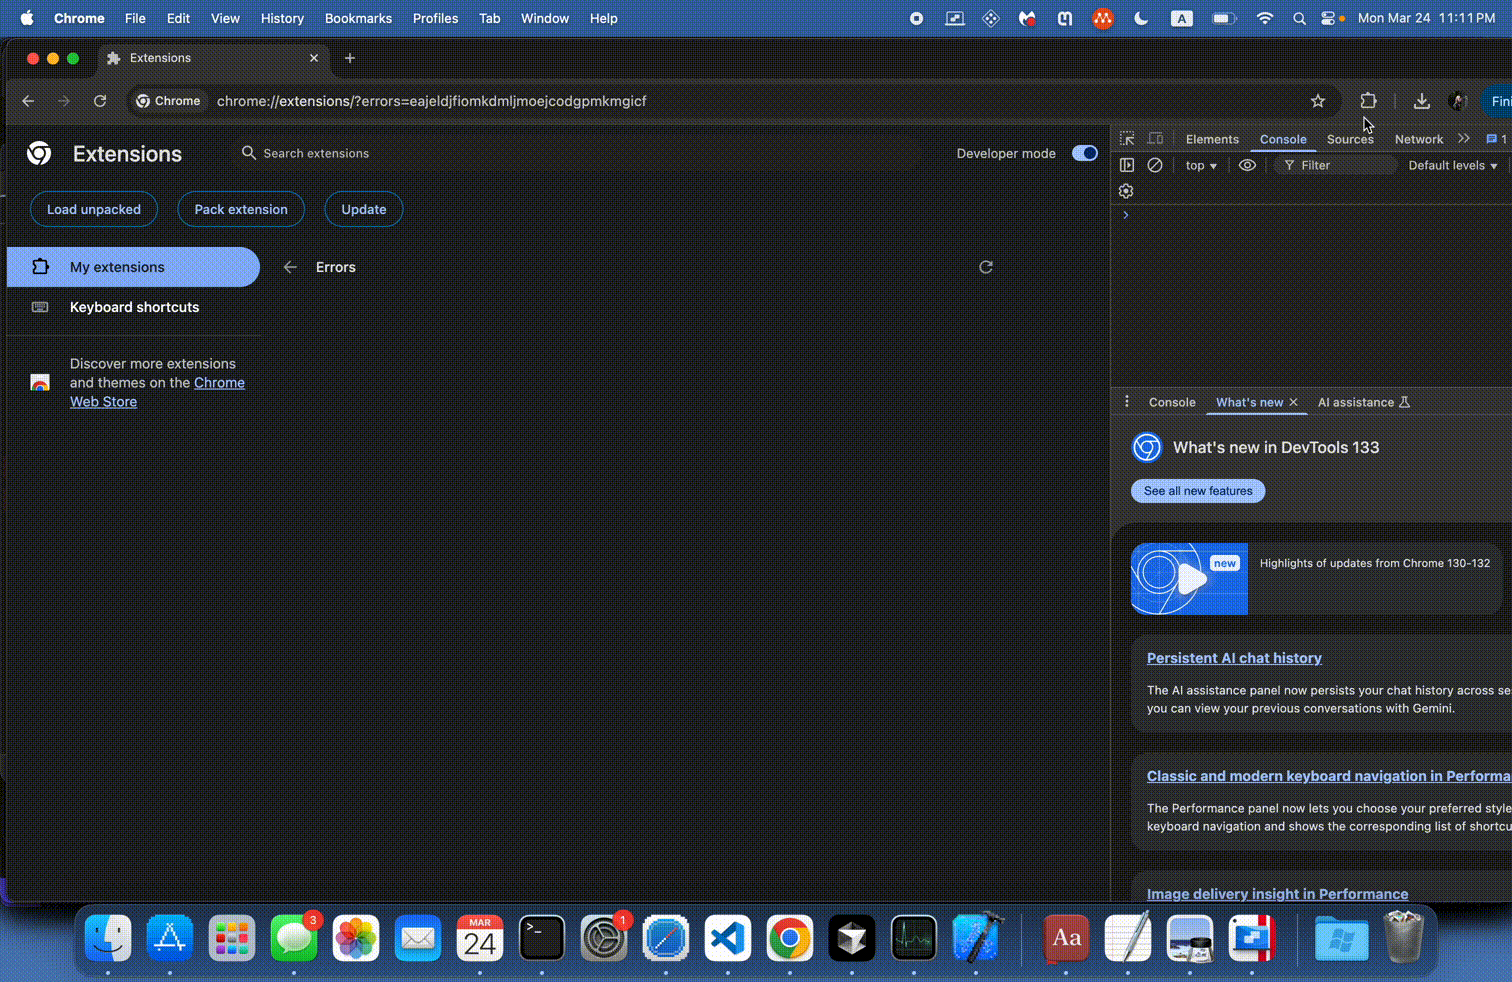 Chrome File Edit View History Bookmarks Profiles Tab Window Help A Mon Mar 24 11:11 PM
Extensions
Chrome chrome://extensions/?errors=eajeldjfiomkdmljmoejcodgpmkmgicf Fini
Extensions Search extensions Developer mode
Load unpacked Pack extension Update
My extensions Errors
Keyboard shortcuts
Discover more extensions
and themes on the Chrome
Web Store
Elements Console Sources Network 1
top Filter Default levels
Console What's new AI assistance
What's new in DevTools 133
See all new features
new Highlights of updates from Chrome 130-132
Persistent AI chat history
The AI assistance panel now persists your chat history across se
you can view your previous conversations with Gemini.
Classic and modern keyboard navigation in Performa
The Performance panel now lets you choose your preferred style
keyboard navigation and shows the corresponding list of shortcu
Image delivery insight in Performance
3 MAR 24 1 Aa